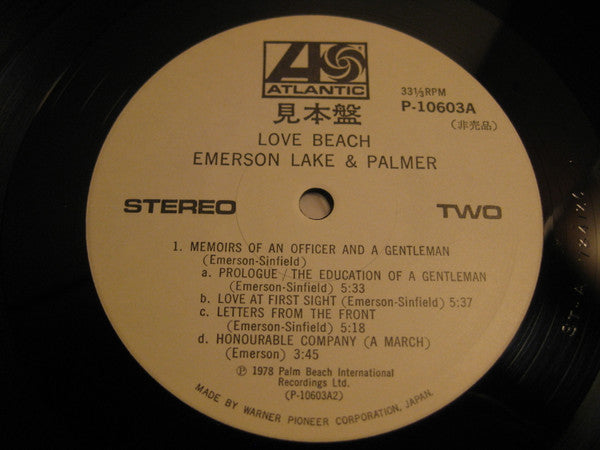 ATLANTIC
見本盤
33⅓RPM
P-10603A
(非売品)
LOVE BEACH
EMERSON LAKE & PALMER
STEREO
TWO
1. MEMOIRS OF AN OFFICER AND A GENTLEMAN
(Emerson-Sinfield)
a. PROLOGUE/THE EDUCATION OF A GENTLEMAN
(Emerson-Sinfield) 5:33
b. LOVE AT FIRST SIGHT (Emerson-Sinfield) 5:37
c. LETTERS FROM THE FRONT
(Emerson-Sinfield) 5:18
d. HONOURABLE COMPANY (A MARCH)
(Emerson) 3:45
℗ 1978 Palm Beach International
Recordings Ltd.
(P-10603A2)
MADE BY WARNER PIONEER CORPORATION, JAPAN.